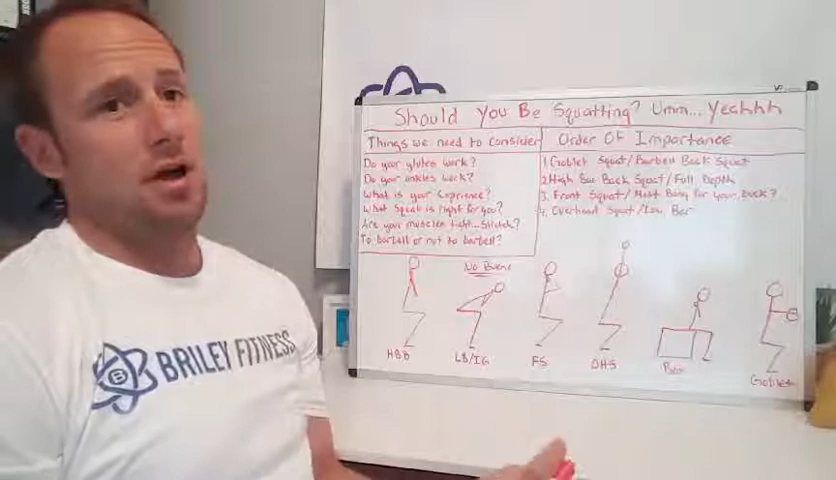 Should You Be Squatting? Umm... Yeahhh
Things we need to Consider
Do your glutes work?
Do your ankles work?
What is your Exprience?
What Squat is right for you?
Are your muscles tight...Stretch?
To barbell or not to barbell?
Order Of Importance
1. Goblet Squat/Barbell Back Squat
2. High Bar Back Squat/Full Depth
3. Front Squat/Most Bang for your buck?
4. Overhead Squat/Low Bar
No Bueno
HBB
LB/IG
FS
OHS
Box
Goblet
B BRILEY FITNESS